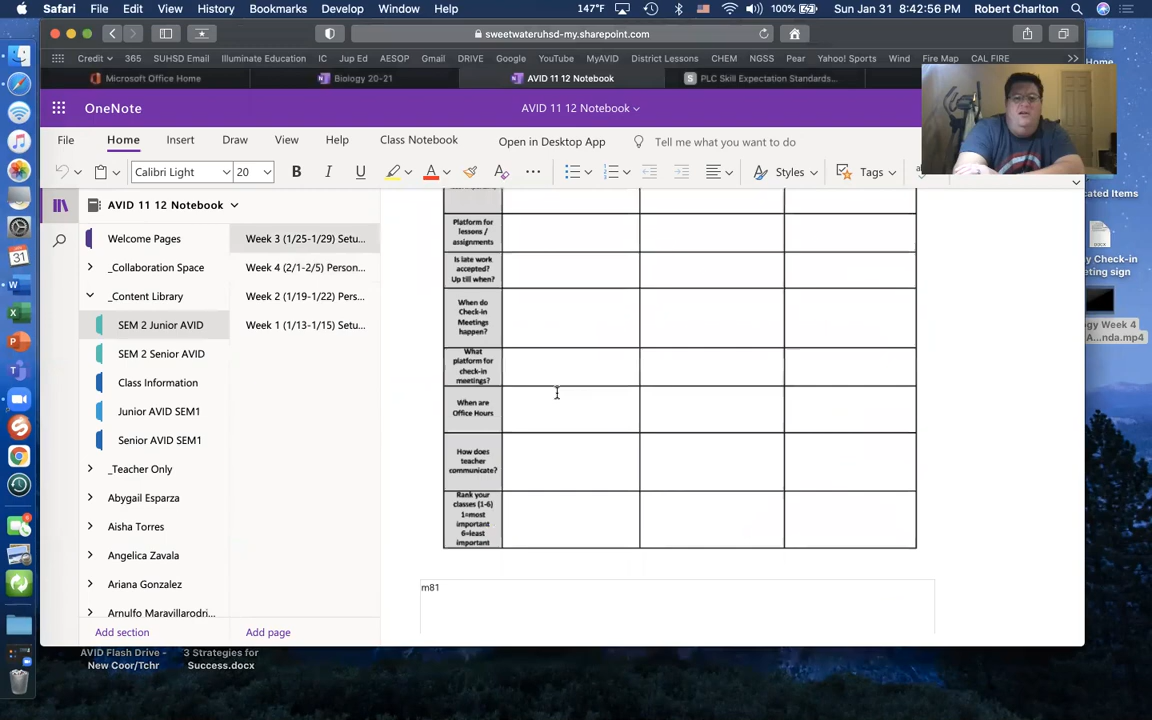 Safari File Edit View History Bookmarks Develop Window Help 147°F 100% Sun Jan 31 8:42:56 PM Robert Charlton
sweetwateruhsd-my.sharepoint.com
Credit 365 SUHSD Email Illuminate Education IC Jup Ed AESOP Gmail DRIVE Google YouTube MyAVID District Lessons CHEM NGSS Pear Yahoo! Sports Wind Fire Map CAL FIRE
Microsoft Office Home Biology 20-21 AVID 11 12 Notebook PLC Skill Expectation Standards...
OneNote AVID 11 12 Notebook
File Home Insert Draw View Help Class Notebook Open in Desktop App Tell me what you want to do
Calibri Light 20 B I U A Styles Tags
AVID 11 12 Notebook
Welcome Pages
_Collaboration Space
_Content Library
SEM 2 Junior AVID
SEM 2 Senior AVID
Class Information
Junior AVID SEM1
Senior AVID SEM1
_Teacher Only
Abygail Esparza
Aisha Torres
Angelica Zavala
Ariana Gonzalez
Arnulfo Maravillarodri...
Add section
Week 3 (1/25-1/29) Setu...
Week 4 (2/1-2/5) Person...
Week 2 (1/19-1/22) Pers...
Week 1 (1/13-1/15) Setu...
Add page
Platform for
lessons /
assignments
Is late work
accepted?
Up till when?
When do
Check-in
Meetings
happen?
What
platform for
check-in
meetings?
When are
Office Hours
How does
teacher
communicate?
Rank your
classes (1-6)
1=most
important
6=least
important
m81
AVID Flash Drive -
New Coor/Tchr
3 Strategies for
Success.docx
cated Items
y Check-in
eting sign
gy Week 4
A...nda.mp4